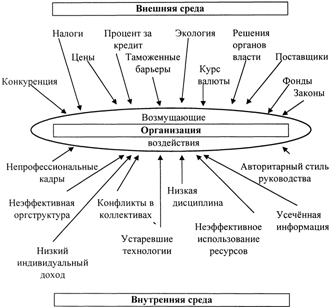 Внешняя среда
Налоги
Процент за
кредит
Экология
Решения
органов
власти
Цены
Таможенные
барьеры
Курс
валюты
Поставщики
Конкуренция
Фонды
Законы
Возмущающие
Организация
воздействия
Непрофессиональные
кадры
Авторитарный стиль
руководства
Неэффективная
оргструктура
Конфликты в
коллективах
Низкая
дисциплина
Усечённая
информация
Низкий
индивидуальный
доход
Устаревшие
технологии
Неэффективное
использование
ресурсов
Внутренняя среда